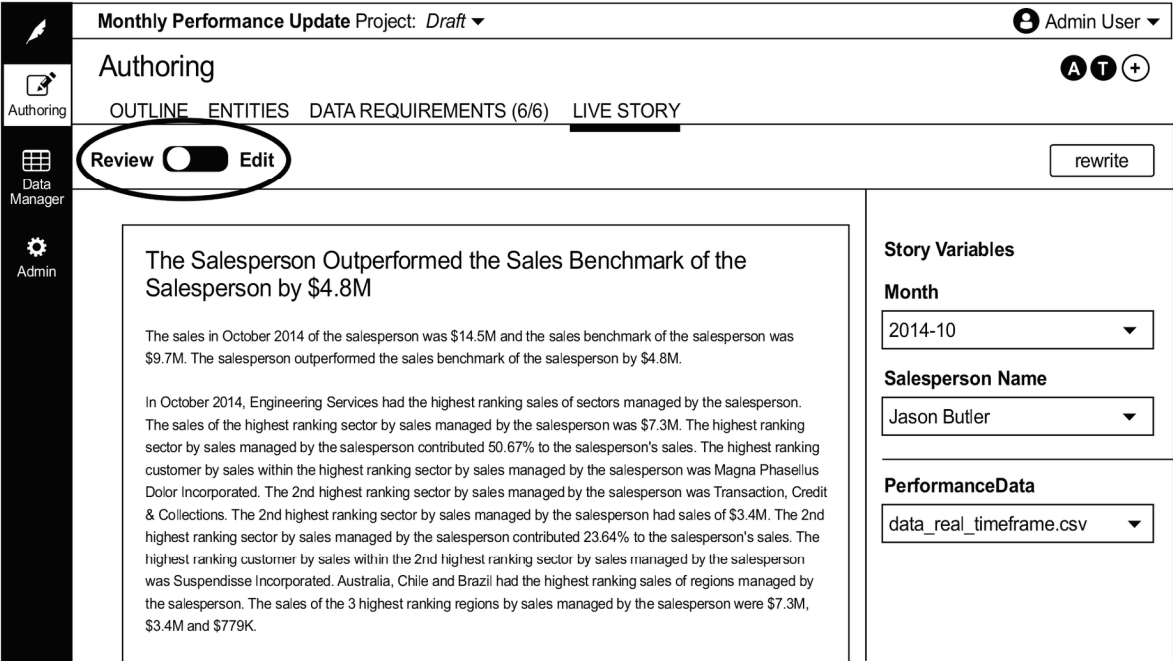 Monthly Performance Update Project: Draft
Admin User
Authoring
A T +
Authoring
OUTLINE ENTITIES DATA REQUIREMENTS (6/6) LIVE STORY
Review Edit
rewrite
Data
Manager
Admin
The Salesperson Outperformed the Sales Benchmark of the
Salesperson by $4.8M
The sales in October 2014 of the salesperson was $14.5M and the sales benchmark of the salesperson was
$9.7M. The salesperson outperformed the sales benchmark of the salesperson by $4.8M.
In October 2014, Engineering Services had the highest ranking sales of sectors managed by the salesperson.
The sales of the highest ranking sector by sales managed by the salesperson was $7.3M. The highest ranking
sector by sales managed by the salesperson contributed 50.67% to the salesperson's sales. The highest ranking
customer by sales within the highest ranking sector by sales managed by the salesperson was Magna Phasellus
Dolor Incorporated. The 2nd highest ranking sector by sales managed by the salesperson was Transaction, Credit
& Collections. The 2nd highest ranking sector by sales managed by the salesperson had sales of $3.4M. The 2nd
highest ranking sector by sales managed by the salesperson contributed 23.64% to the salesperson's sales. The
highest ranking customer by sales within the 2nd highest ranking sector by sales managed by the salesperson
was Suspendisse Incorporated. Australia, Chile and Brazil had the highest ranking sales of regions managed by
the salesperson. The sales of the 3 highest ranking regions by sales managed by the salesperson were $7.3M,
$3.4M and $779K.
Story Variables
Month
2014-10
Salesperson Name
Jason Butler
PerformanceData
data_real_timeframe.csv